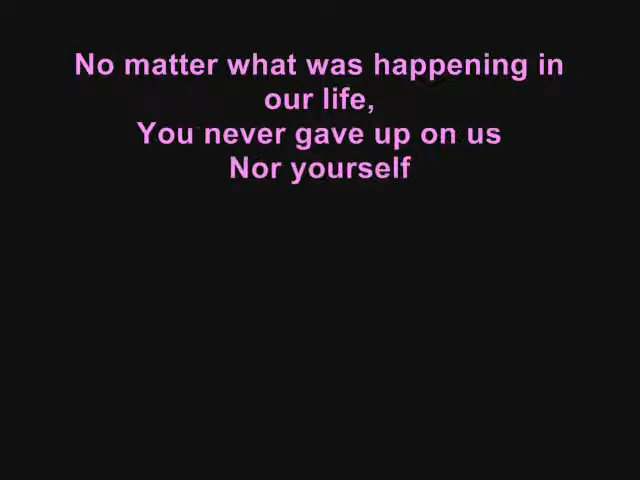 No matter what was happening in
our life,
You never gave up on us
Nor yourself